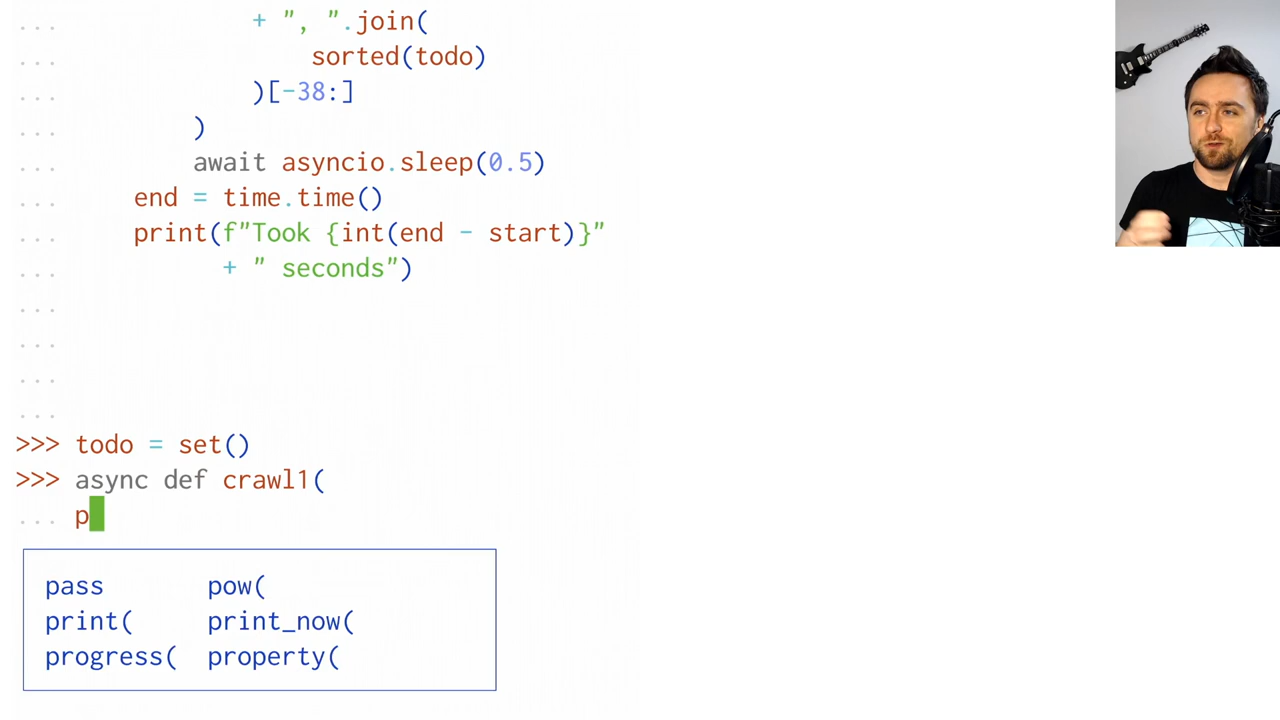 ...              + ", ".join(
...                  sorted(todo)
...              )[-38:]
...          )
...          await asyncio.sleep(0.5)
...      end = time.time()
...      print(f"Took {int(end - start)}"
...            + " seconds")
...
...
...
...
>>> todo = set()
>>> async def crawl1(
... p
pass       pow(
print(     print_now(
progress(  property(